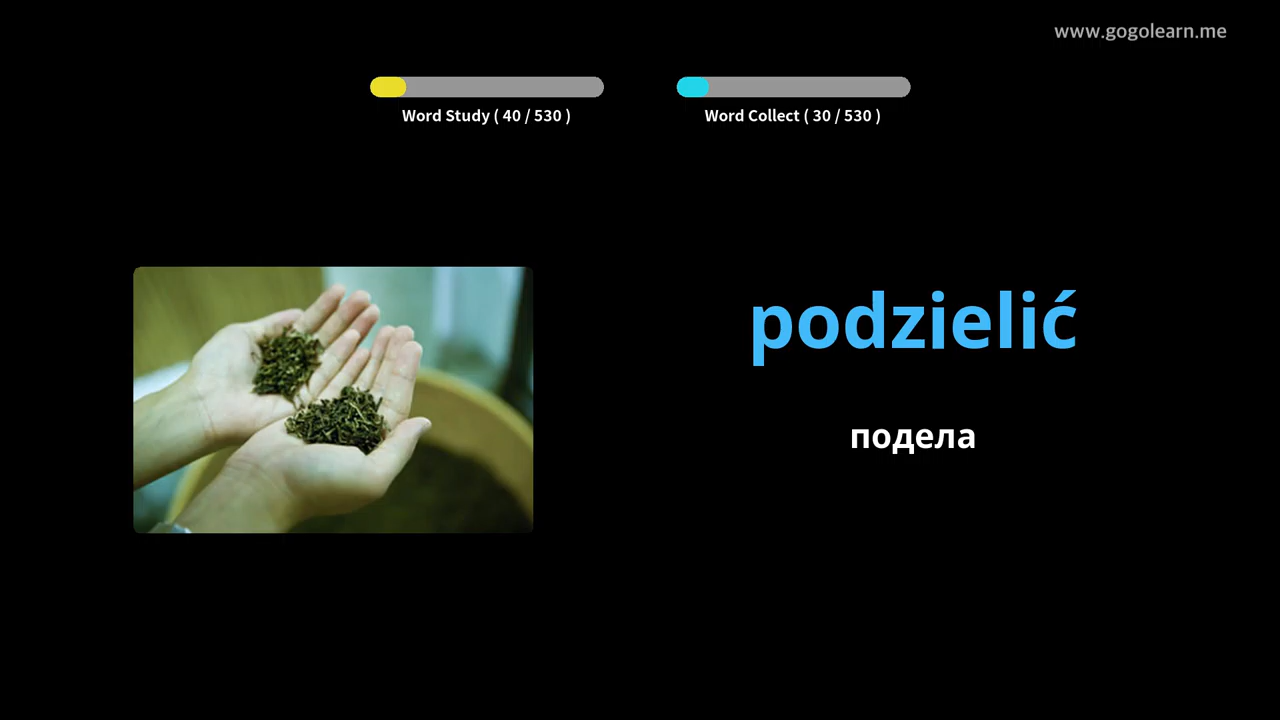 www.gogolearn.me
Word Study ( 40 / 530 )
Word Collect ( 30 / 530 )
podzielić
подела